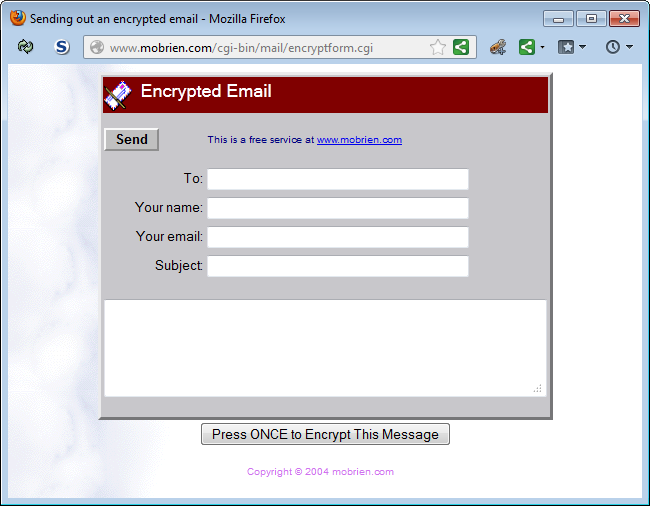 Sending out an encrypted email - Mozilla Firefox
www.mobrien.com/cgi-bin/mail/encryptform.cgi
Encrypted Email
Send
This is a free service at www.mobrien.com
To:
Your name:
Your email:
Subject:
Press ONCE to Encrypt This Message
Copyright © 2004 mobrien.com